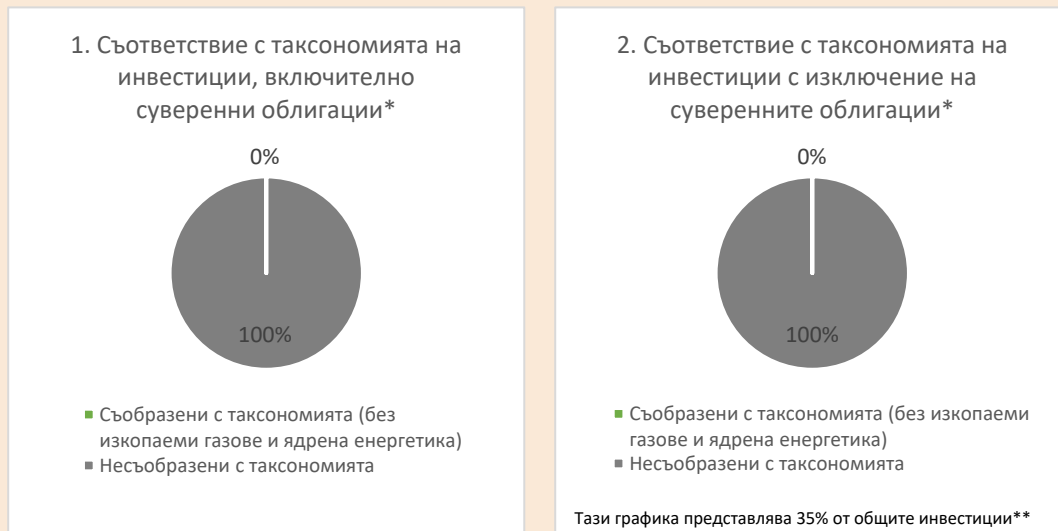 1. Съответствие с таксономията на
инвестиции, включително
суверенни облигации*
0%
100%
Съобразени с таксономията (без
изкопаеми газове и ядрена енергетика)
Несъобразени с таксономията
2. Съответствие с таксономията на
инвестиции с изключение на
суверенните облигации*
0%
100%
Съобразени с таксономията (без изкопаеми
газове и ядрена енергетика)
Несъобразени с таксономията
Тази графика представлява 35% от общите инвестиции**